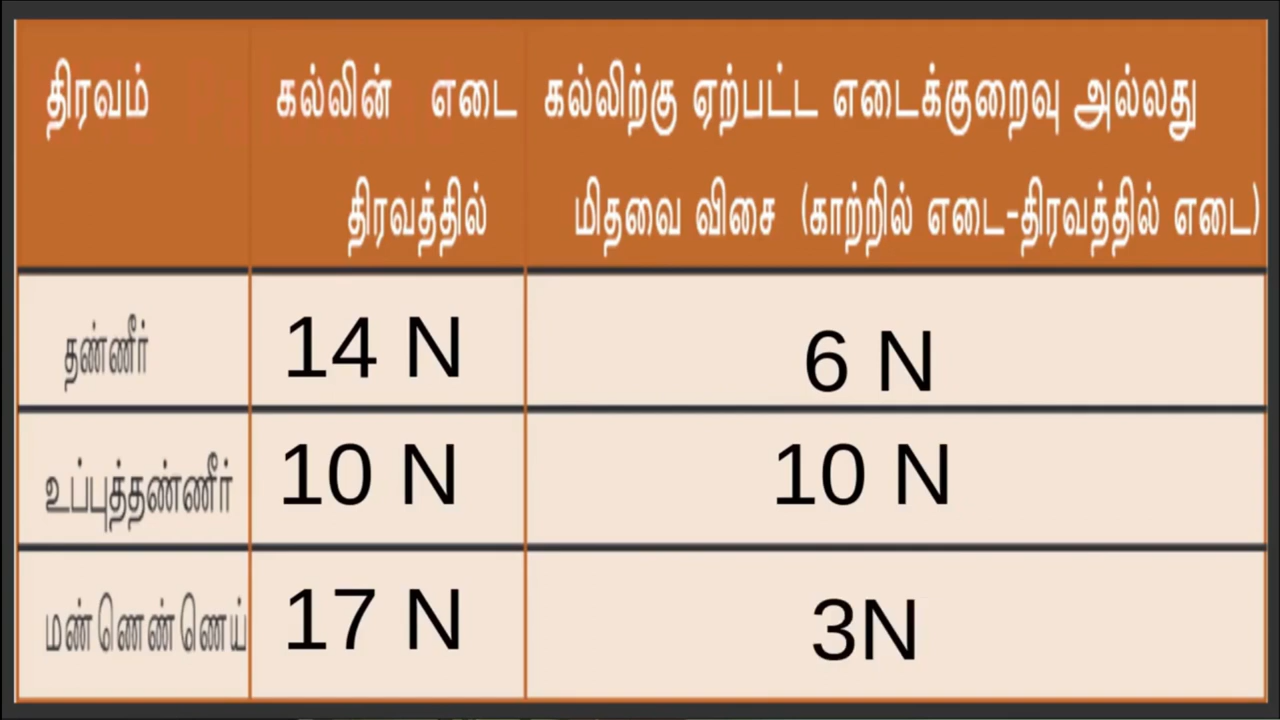 திரவம் கல்லின் எடை கல்லிற்கு ஏற்பட்ட எடைக்குறைவு அல்லது
திரவத்தில் மிதவை விசை (காற்றில் எடை-திரவத்தில் எடை)
தண்ணீர் 14 N 6 N
உப்புத்தண்ணீர் 10 N 10 N
மண்ணெண்ணெய் 17 N 3N